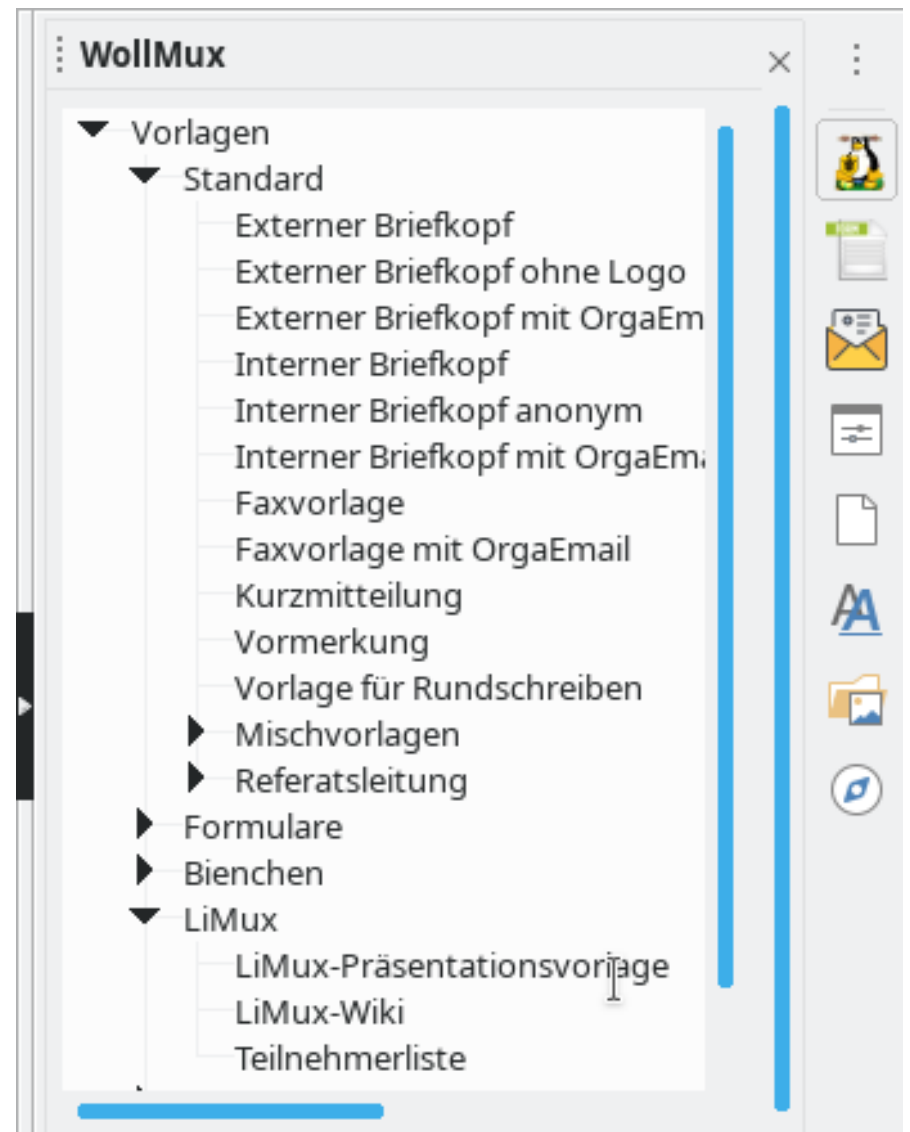 WollMux
Vorlagen
Standard
Externer Briefkopf
Externer Briefkopf ohne Logo
Externer Briefkopf mit OrgaEm
Interner Briefkopf
Interner Briefkopf anonym
Interner Briefkopf mit OrgaEma
Faxvorlage
Faxvorlage mit OrgaEmail
Kurzmitteilung
Vormerkung
Vorlage für Rundschreiben
Mischvorlagen
Referatsleitung
Formulare
Bienchen
LiMux
LiMux-Präsentationsvorlage
LiMux-Wiki
Teilnehmerliste